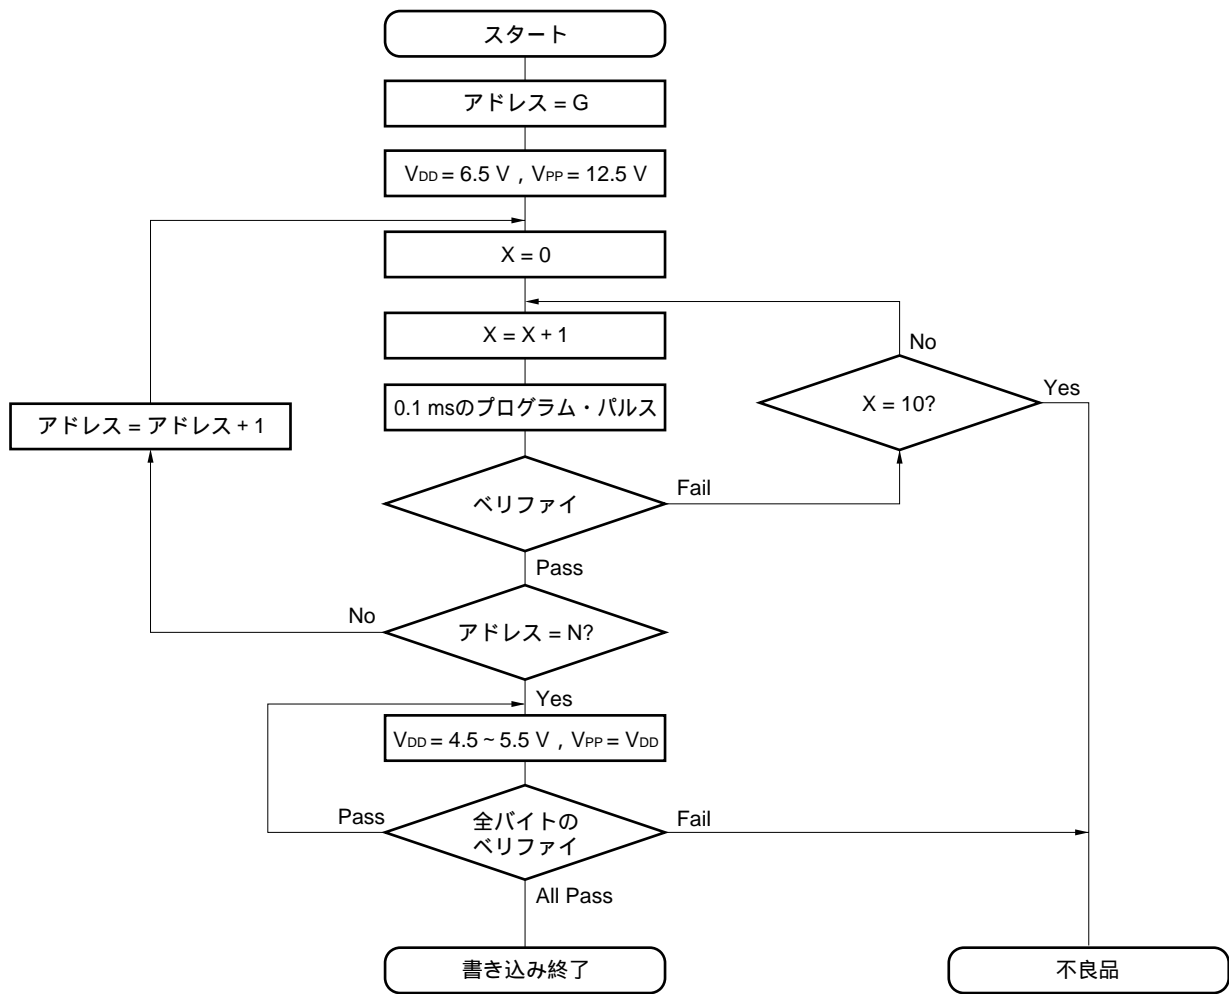 スタート
アドレス = G
VDD = 6.5 V , VPP = 12.5 V
X = 0
X = X + 1
No
0.1 msのプログラム・パルス
X = 10?
Yes
アドレス = アドレス + 1
ベリファイ
Fail
Pass
No
アドレス = N?
Yes
VDD = 4.5 ~ 5.5 V , VPP = VDD
Pass
全バイトの
ベリファイ
Fail
All Pass
書き込み終了
不良品